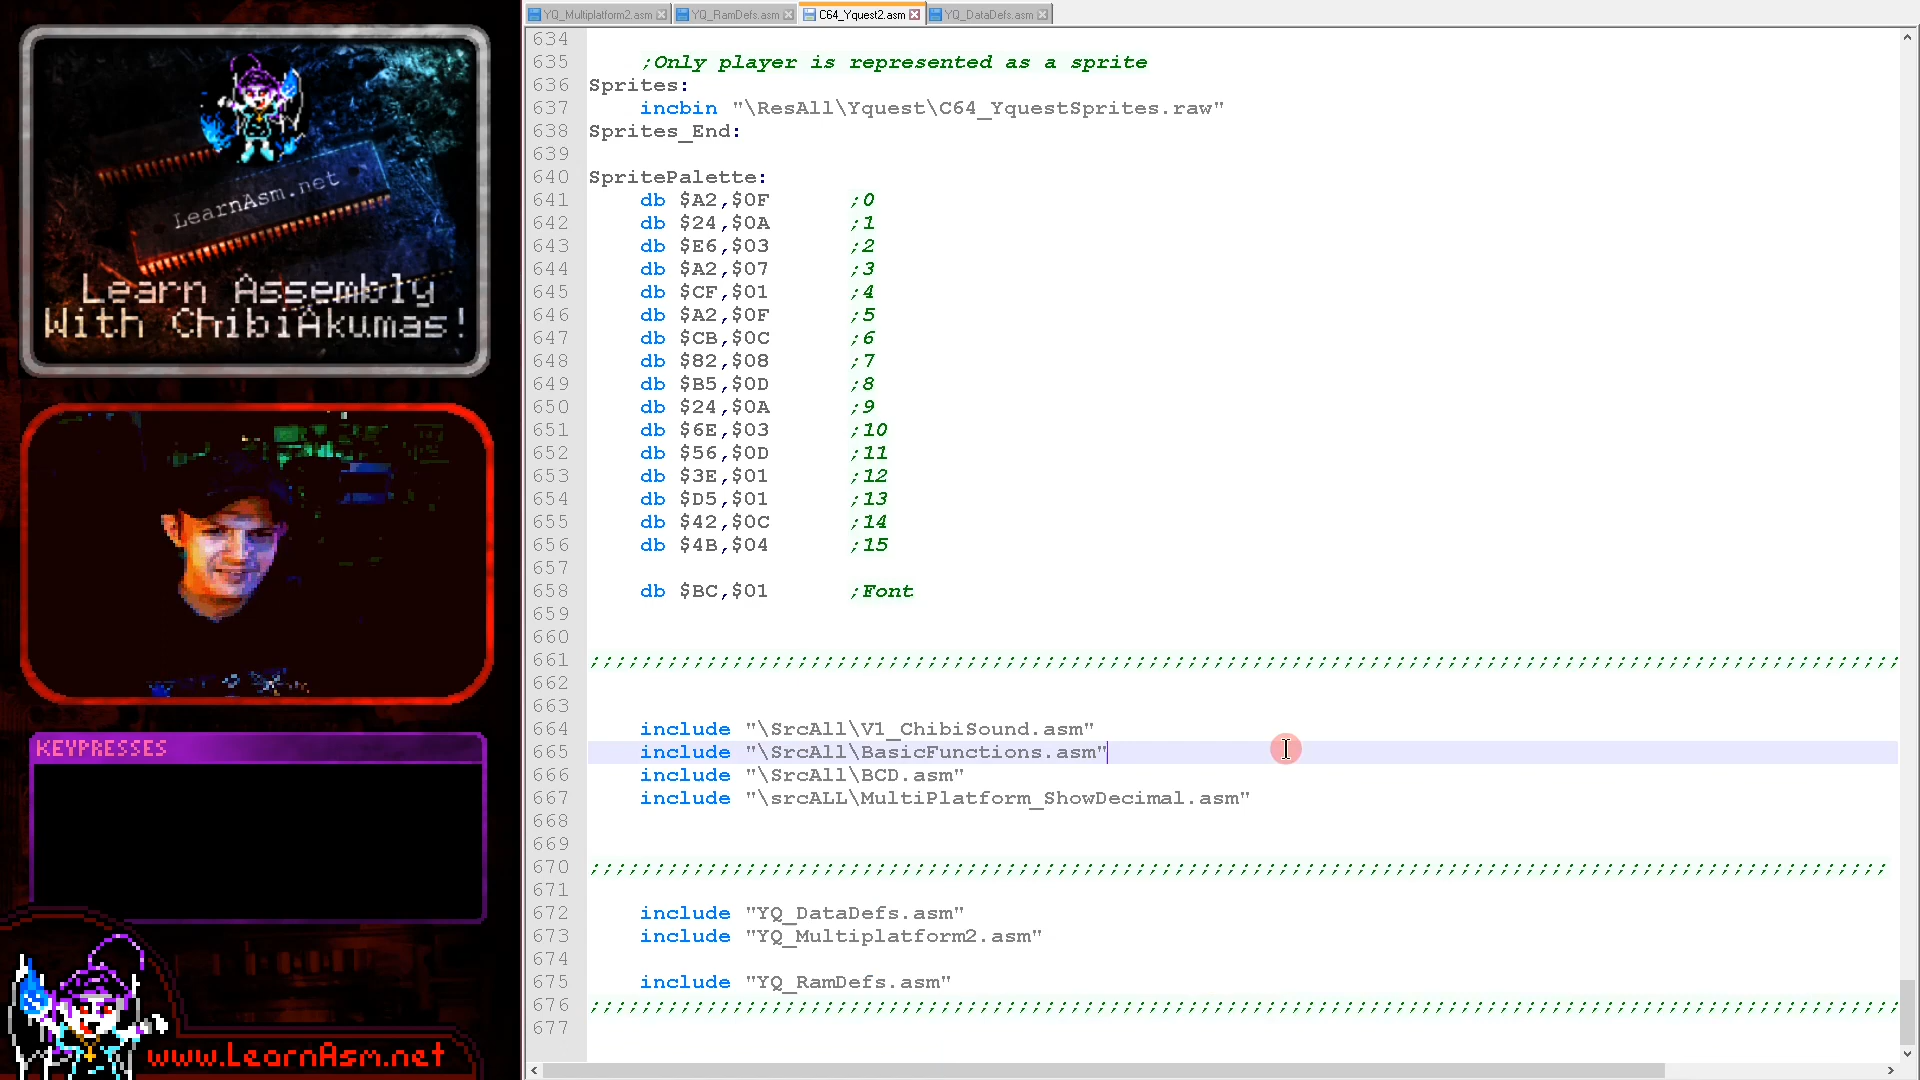 LearnAsm.net
Learn Assembly
With ChibiAkumas!
KEYPRESSES
www.LearnAsm.net
YQ_Multiplatform2.asm YQ_RamDefs.asm C64_Yquest2.asm YQ_DataDefs.asm
634
635 ;Only player is represented as a sprite
636 Sprites:
637 incbin "\ResAll\Yquest\C64_YquestSprites.raw"
638 Sprites_End:
639
640 SpritePalette:
641 db $A2,$0F ;0
642 db $24,$0A ;1
643 db $E6,$03 ;2
644 db $A2,$07 ;3
645 db $CF,$01 ;4
646 db $A2,$0F ;5
647 db $CB,$0C ;6
648 db $82,$08 ;7
649 db $B5,$0D ;8
650 db $24,$0A ;9
651 db $6E,$03 ;10
652 db $56,$0D ;11
653 db $3E,$01 ;12
654 db $D5,$01 ;13
655 db $42,$0C ;14
656 db $4B,$04 ;15
657
658 db $BC,$01 ;Font
659
660
661 ;;;;;;;;;;;;;;;;;;;;;;;;;;;;;;;;;;;;;;;;;;;;;;;;;;;;;;;;;;;;;;;;;;;;;;;;;;;;;;;;;;;;;;;;;;;;;;;;;;;;;
662
663
664 include "\SrcAll\V1_ChibiSound.asm"
665 include "\SrcAll\BasicFunctions.asm"
666 include "\SrcAll\BCD.asm"
667 include "\srcALL\MultiPlatform_ShowDecimal.asm"
668
669
670 ;;;;;;;;;;;;;;;;;;;;;;;;;;;;;;;;;;;;;;;;;;;;;;;;;;;;;;;;;;;;;;;;;;;;;;;;;;;;;;;;;;;;;;;;;;;;;;;;;;;;
671
672 include "YQ_DataDefs.asm"
673 include "YQ_Multiplatform2.asm"
674
675 include "YQ_RamDefs.asm"
676 ;;;;;;;;;;;;;;;;;;;;;;;;;;;;;;;;;;;;;;;;;;;;;;;;;;;;;;;;;;;;;;;;;;;;;;;;;;;;;;;;;;;;;;;;;;;;;;;;;;;;;
677